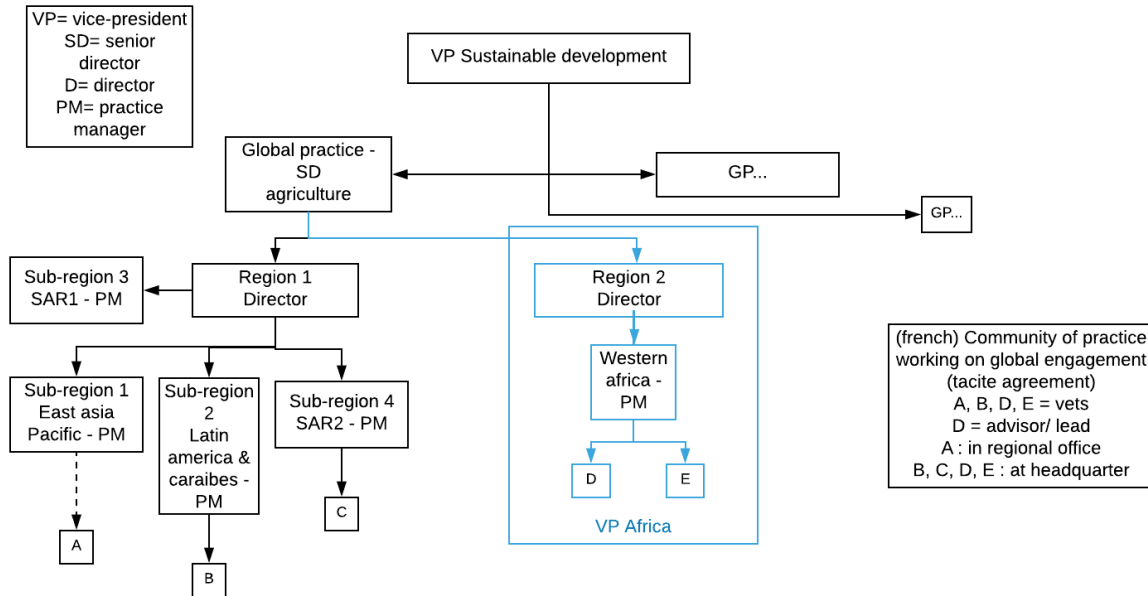 VP= vice-president
SD= senior
director
D= director
PM= practice
manager
VP Sustainable development
Global practice -
SD
agriculture
GP...
GP...
Sub-region 3
SAR1 - PM
Region 1
Director
Region 2
Director
Sub-region 1
East asia
Pacific - PM
Sub-region
2
Latin
america &
caraibes -
PM
Sub-region 4
SAR2 - PM
Western
africa -
PM
(french) Community of practice
working on global engagement
(tacite agreement)
A, B, D, E = vets
D = advisor/ lead
A : in regional office
B, C, D, E : at headquarter
A
B
C
D
E
VP Africa